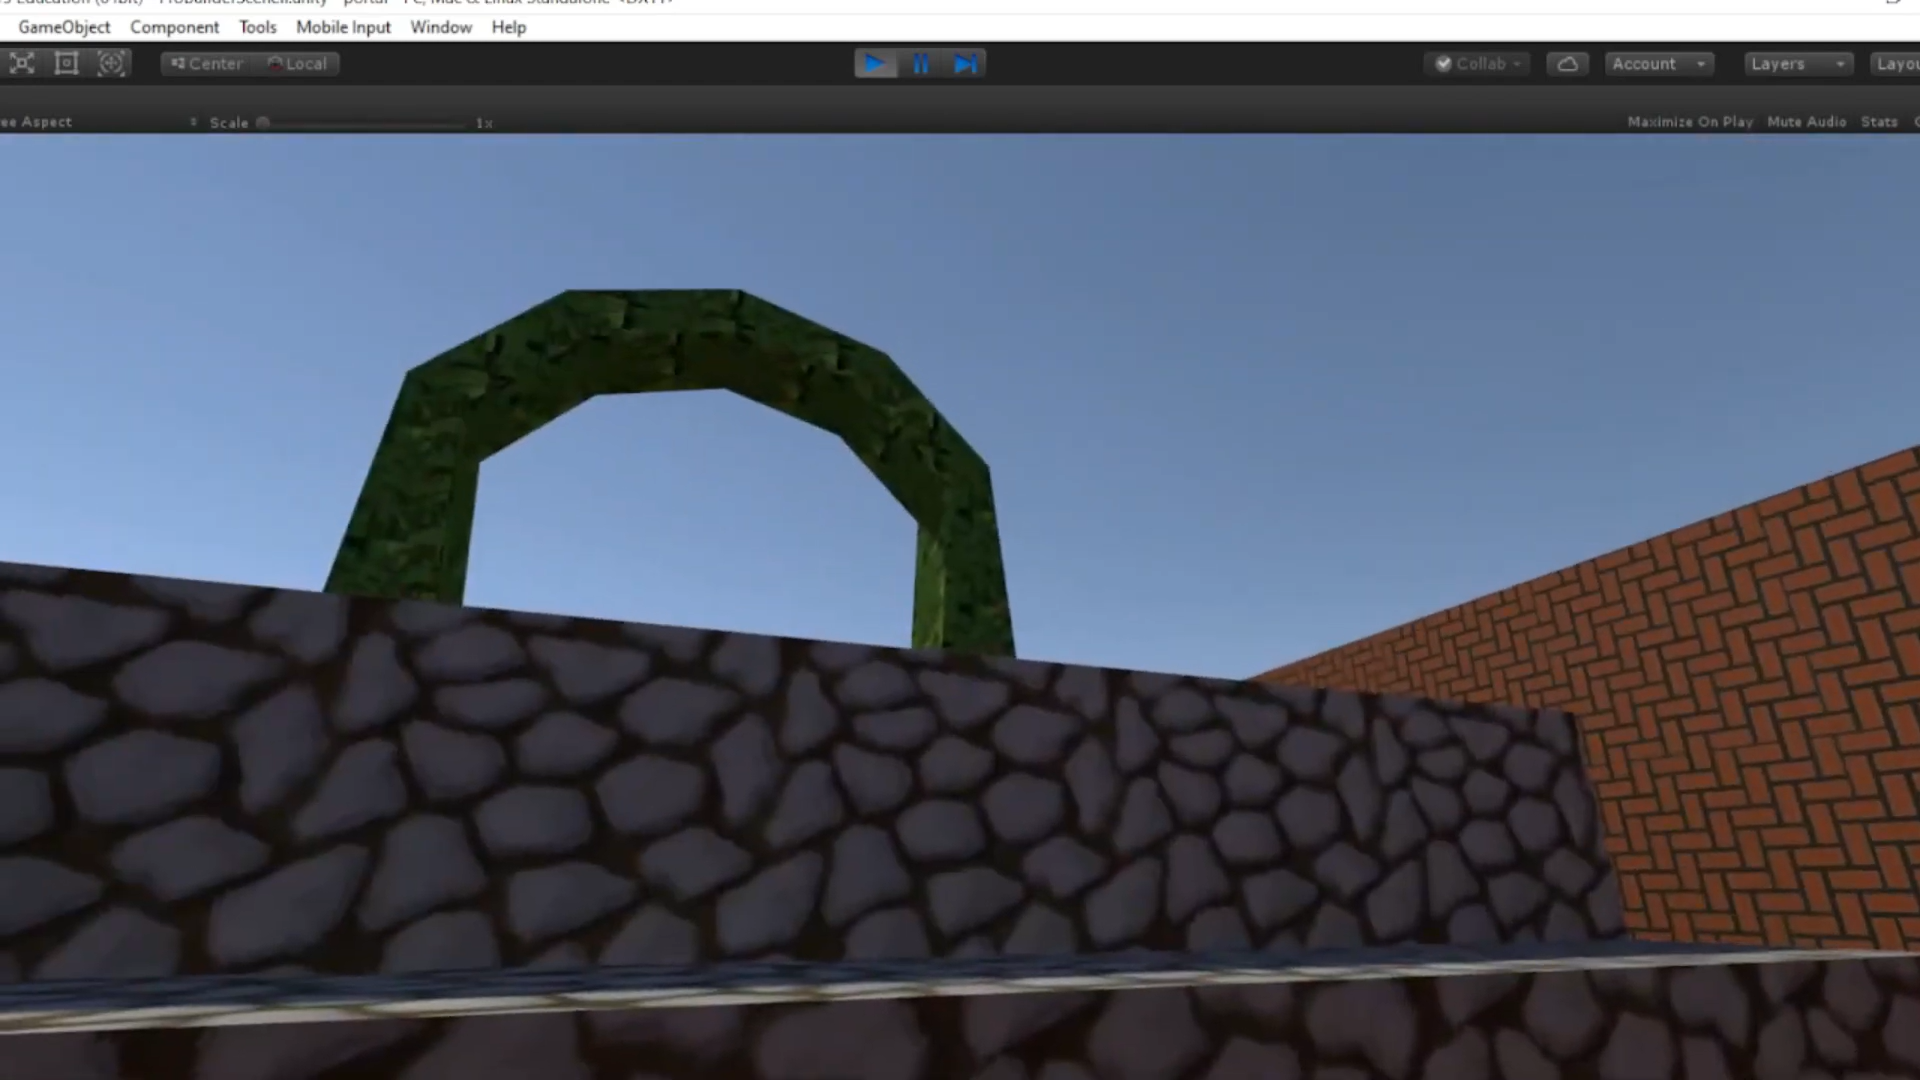 GameObject Component Tools Mobile Input Window Help
Center Local Collab Account Layers
Aspect Scale 1x Maximize On Play Mute Audio Stats